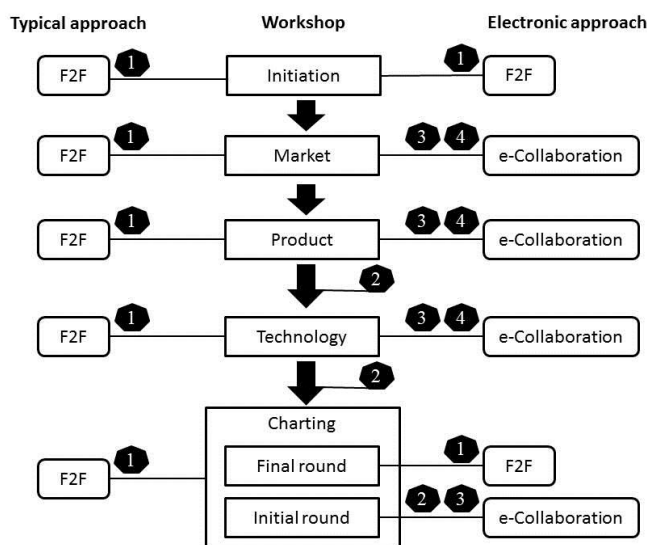 Typical approach Workshop Electronic approach
F2F 1 Initiation 1 F2F
F2F 1 Market 3 4 e-Collaboration
F2F 1 Product 3 4 e-Collaboration
2
F2F 1 Technology 3 4 e-Collaboration
2
Charting
F2F 1 Final round 1 F2F
Initial round 2 3 e-Collaboration